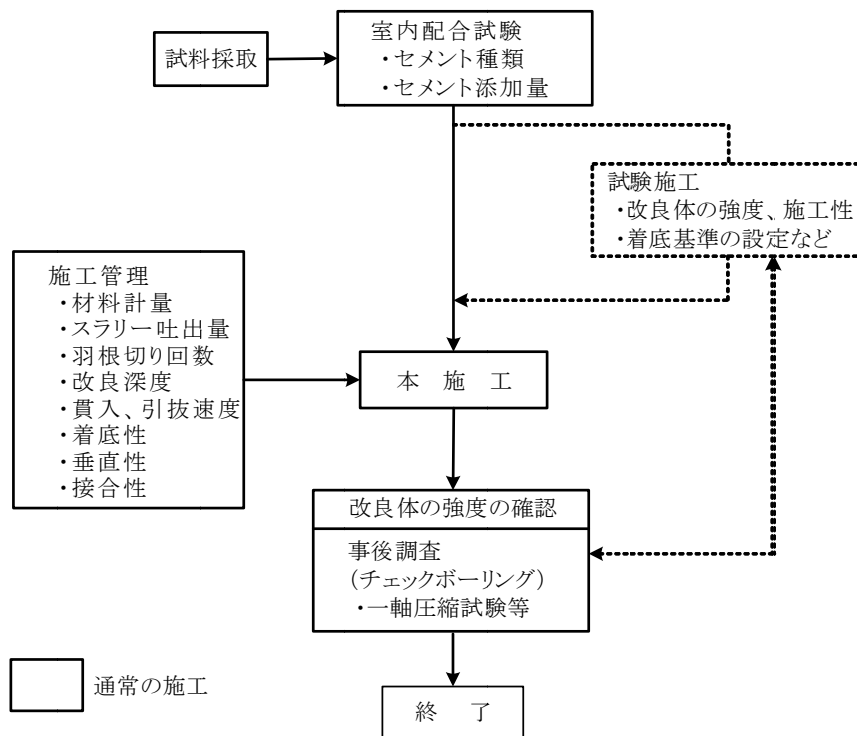 試料採取
室内配合試験
・セメント種類
・セメント添加量
試験施工
・改良体の強度、施工性
・着底基準の設定など
施工管理
・材料計量
・スラリー吐出量
・羽根切り回数
・改良深度
・貫入、引抜速度
・着底性
・垂直性
・接合性
本 施 工
改良体の強度の確認
事後調査
(チェックボーリング)
・一軸圧縮試験等
通常の施工
終 了